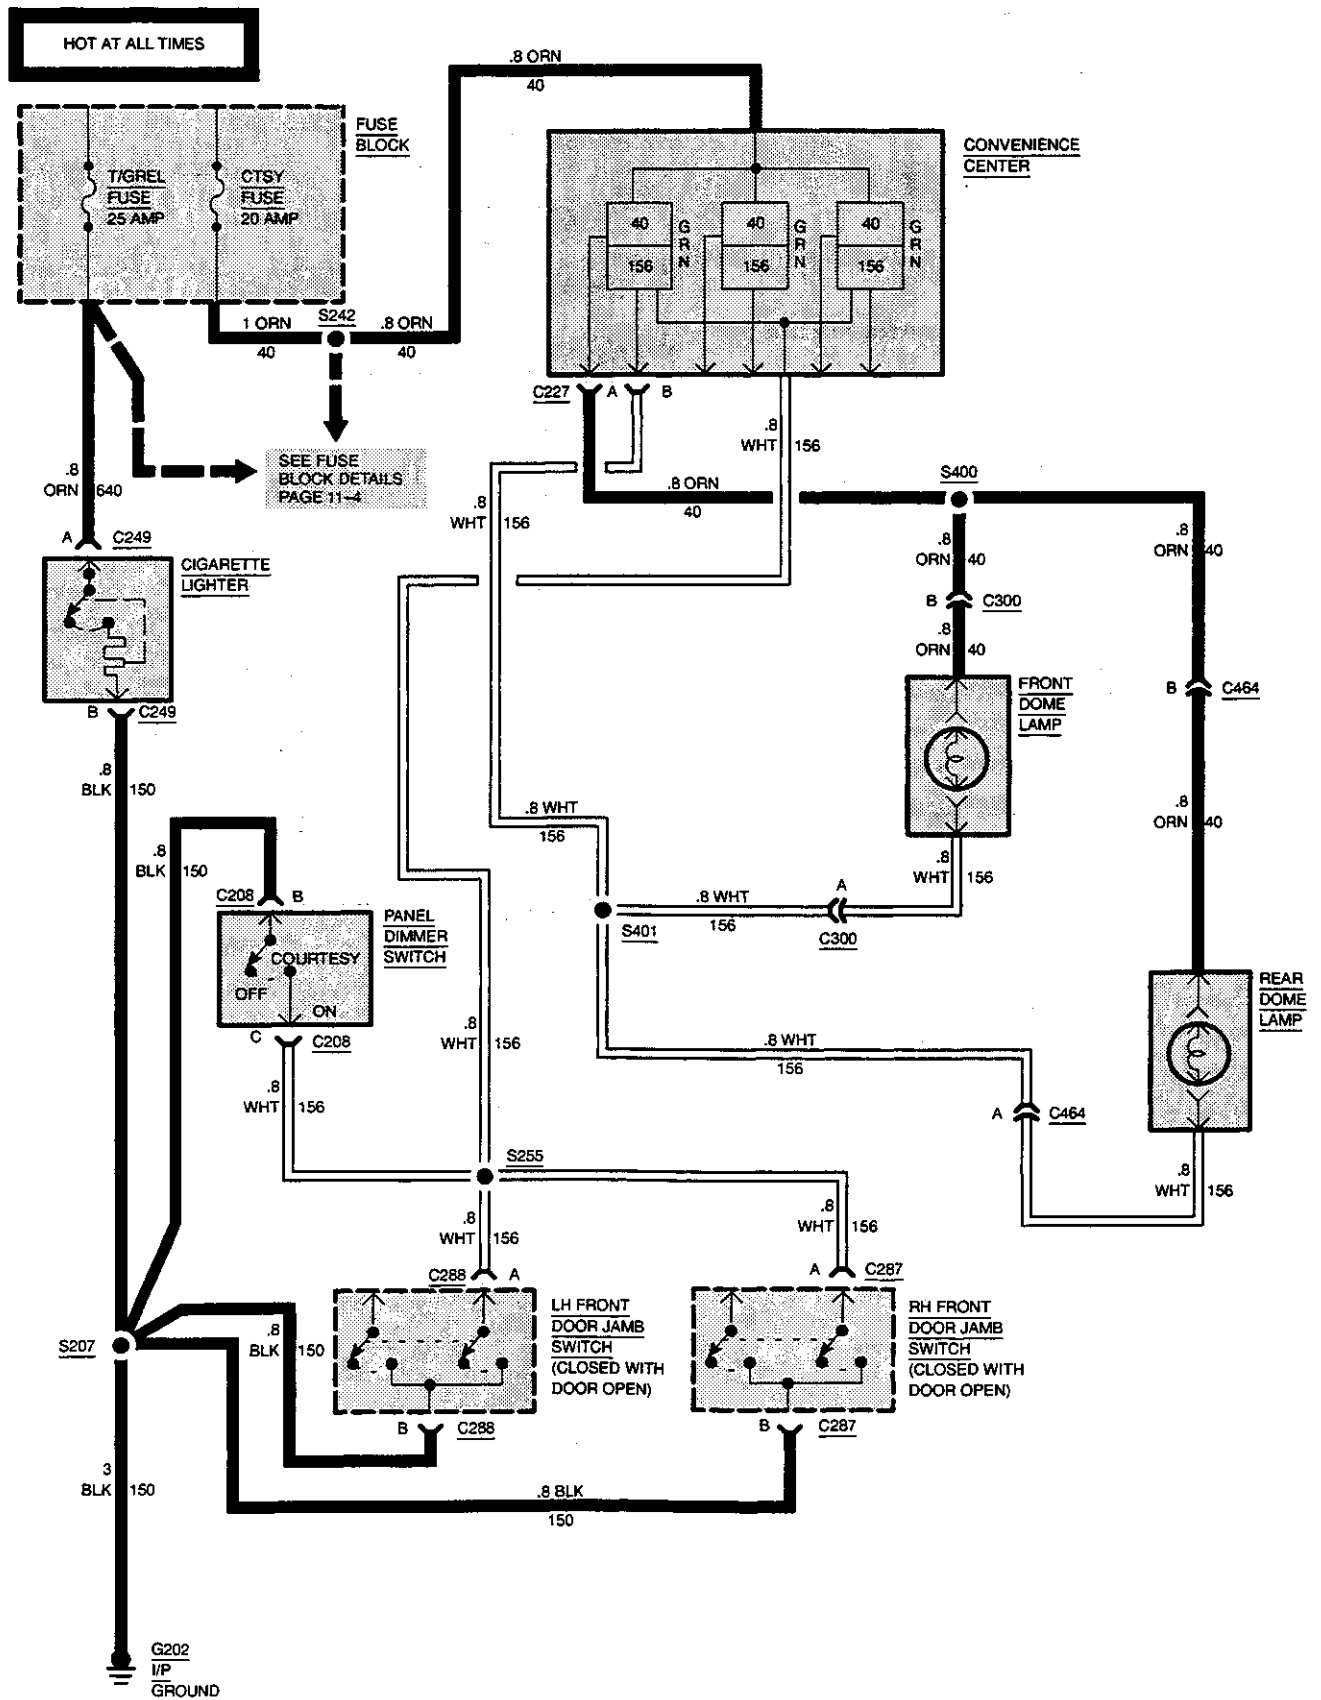 HOT AT ALL TIMES
.8 ORN
40
FUSE
BLOCK
T/GREL
FUSE
25 AMP
CTSY
FUSE
20 AMP
CONVENIENCE
CENTER
40
156
GRN
40
156
GRN
40
156
GRN
1 ORN
40
S242
.8 ORN
40
C227
A
B
.8
WHT
156
SEE FUSE
BLOCK DETAILS
PAGE 11-4
.8
ORN
640
.8
WHT
156
.8 ORN
40
S400
.8
ORN
40
.8
ORN
40
A
C249
CIGARETTE
LIGHTER
B
C300
.8
ORN
40
B
C249
FRONT
DOME
LAMP
B
C464
.8
BLK
150
.8 WHT
156
.8
ORN
40
.8
BLK
150
.8
WHT
156
C208
B
PANEL
DIMMER
SWITCH
COURTESY
OFF
ON
S401
.8 WHT
156
A
C300
REAR
DOME
LAMP
C
C208
.8
WHT
156
.8 WHT
156
.8
WHT
156
A
C464
S255
.8
WHT
156
.8
WHT
156
.8
WHT
156
C288
A
A
C287
S207
.8
BLK
150
LH FRONT
DOOR JAMB
SWITCH
(CLOSED WITH
DOOR OPEN)
RH FRONT
DOOR JAMB
SWITCH
(CLOSED WITH
DOOR OPEN)
B
C288
B
C287
3
BLK
150
.8 BLK
150
G202
I/P
GROUND